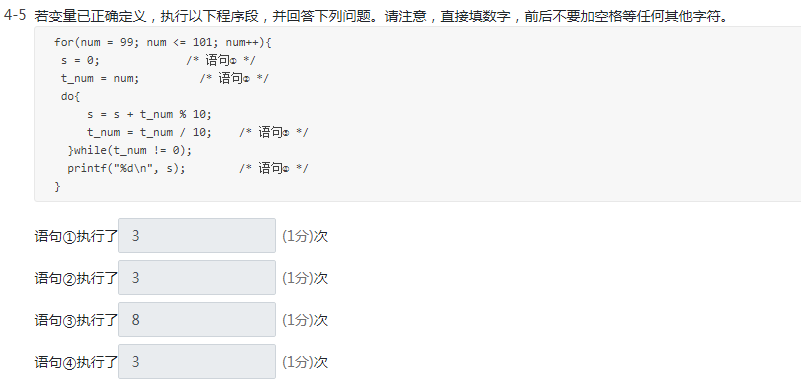 4-5 若变量已正确定义，执行以下程序段，并回答下列问题。请注意，直接填数字，前后不要加空格等任何其他字符。
for(num = 99; num <= 101; num++){
s = 0; /* 语句① */
t_num = num; /* 语句② */
do{
s = s + t_num % 10;
t_num = t_num / 10; /* 语句③ */
}while(t_num != 0);
printf("%d\n", s); /* 语句④ */
}
语句①执行了 3 (1分)次
语句②执行了 3 (1分)次
语句③执行了 8 (1分)次
语句④执行了 3 (1分)次